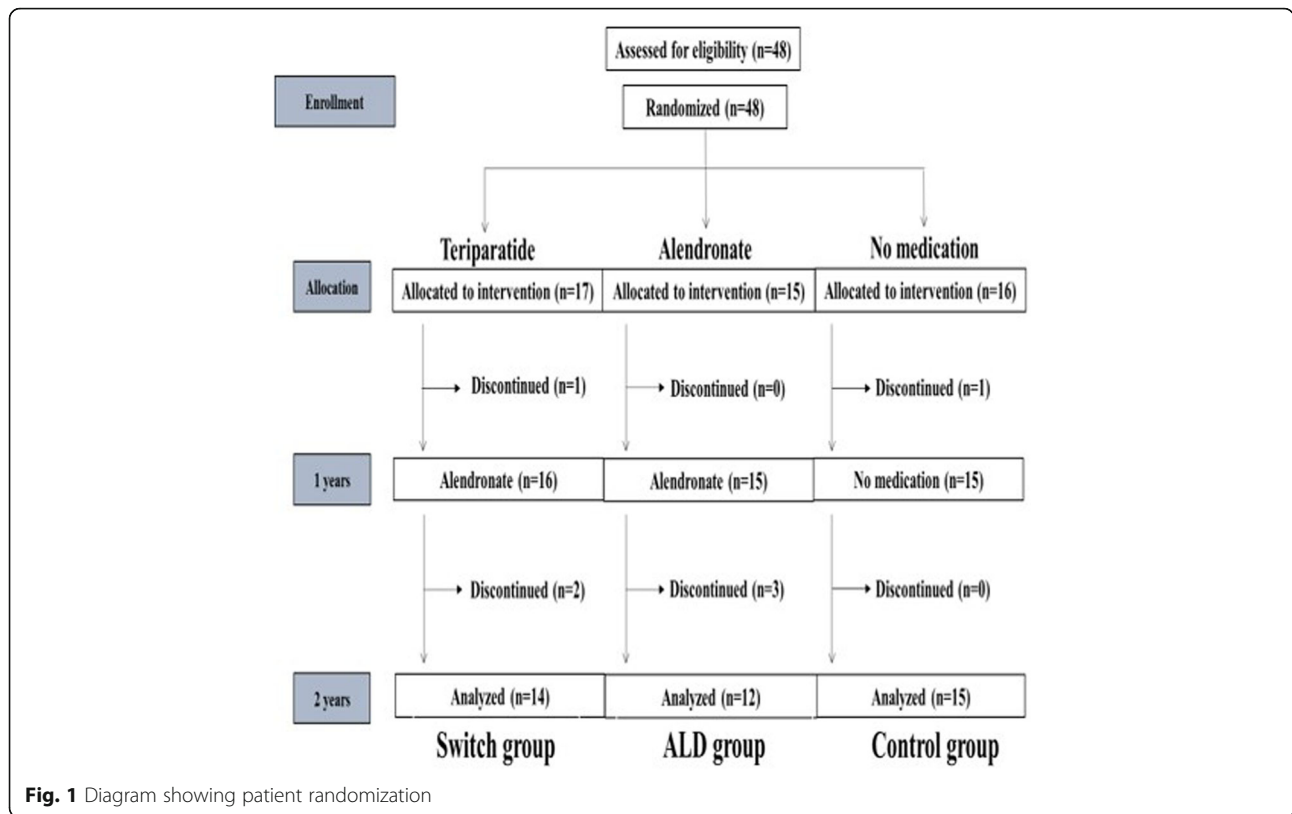 Assessed for eligibility (n=48)
Enrollment
Randomized (n=48)
Teriparatide
Alendronate
No medication
Allocation
Allocated to intervention (n=17)
Allocated to intervention (n=15)
Allocated to intervention (n=16)
Discontinued (n=1)
Discontinued (n=0)
Discontinued (n=1)
1 years
Alendronate (n=16)
Alendronate (n=15)
No medication (n=15)
Discontinued (n=2)
Discontinued (n=3)
Discontinued (n=0)
2 years
Analyzed (n=14)
Analyzed (n=12)
Analyzed (n=15)
Switch group
ALD group
Control group
Fig. 1 Diagram showing patient randomization